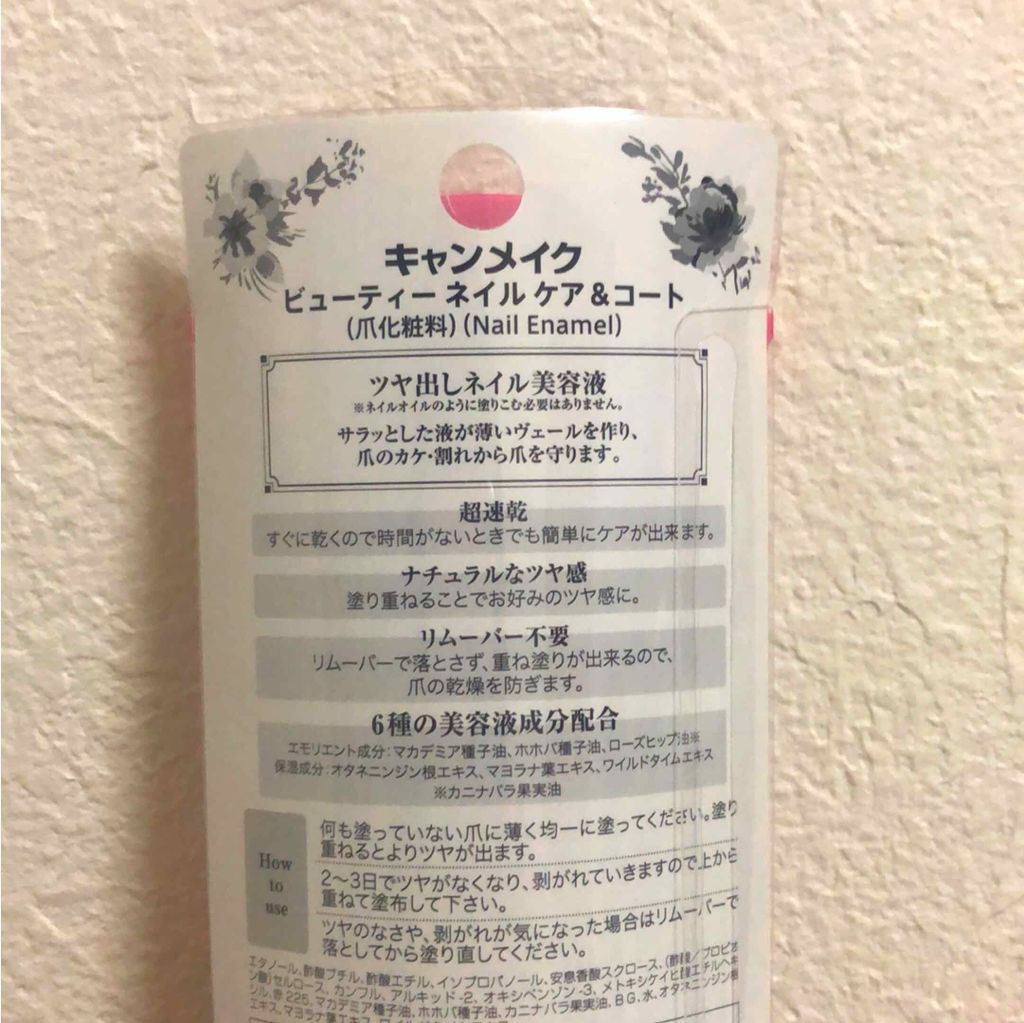 キャンメイク
ビューティー ネイル ケア&コート
(爪化粧料)(Nail Enamel)
ツヤ出しネイル美容液
※ネイルオイルのように塗りこむ必要はありません。
サラッとした液が薄いヴェールを作り、
爪のカケ・割れから爪を守ります。
超速乾
すぐに乾くので時間がないときでも簡単にケアが出来ます。
ナチュラルなツヤ感
塗り重ねることでお好みのツヤ感に。
リムーバー不要
リムーバーで落とさず、重ね塗りが出来るので、
爪の乾燥を防ぎます。
6種の美容液成分配合
エモリエント成分:マカデミア種子油、ホホバ種子油、ローズヒップ油※
保湿成分:オタネニンジン根エキス、マヨラナ葉エキス、ワイルドタイムエキス
※カニナバラ果実油
How
to
use
何も塗っていない爪に薄く均一に塗ってください。塗り
重ねるとよりツヤが出ます。
2〜3日でツヤがなくなり、剥がれていきますので上から
重ねて塗布して下さい。
ツヤのなさや、剥がれが気になった場合はリムーバーで
落としてから塗り直してください。
エタノール、酢酸ブチル、酢酸エチル、イソプロパノール、安息香酸スクロース、(酢酸/プロピオ
ン酸)セルロース、カンフル、アルキッド-2、オキシベンゾン-3、メトキシケイヒ酸エチルヘキ
シル、赤225、マカデミア種子油、ホホバ種子油、カニナバラ果実油、BG、水、オタネニンジン根
エキス、マヨラナ葉エキス、